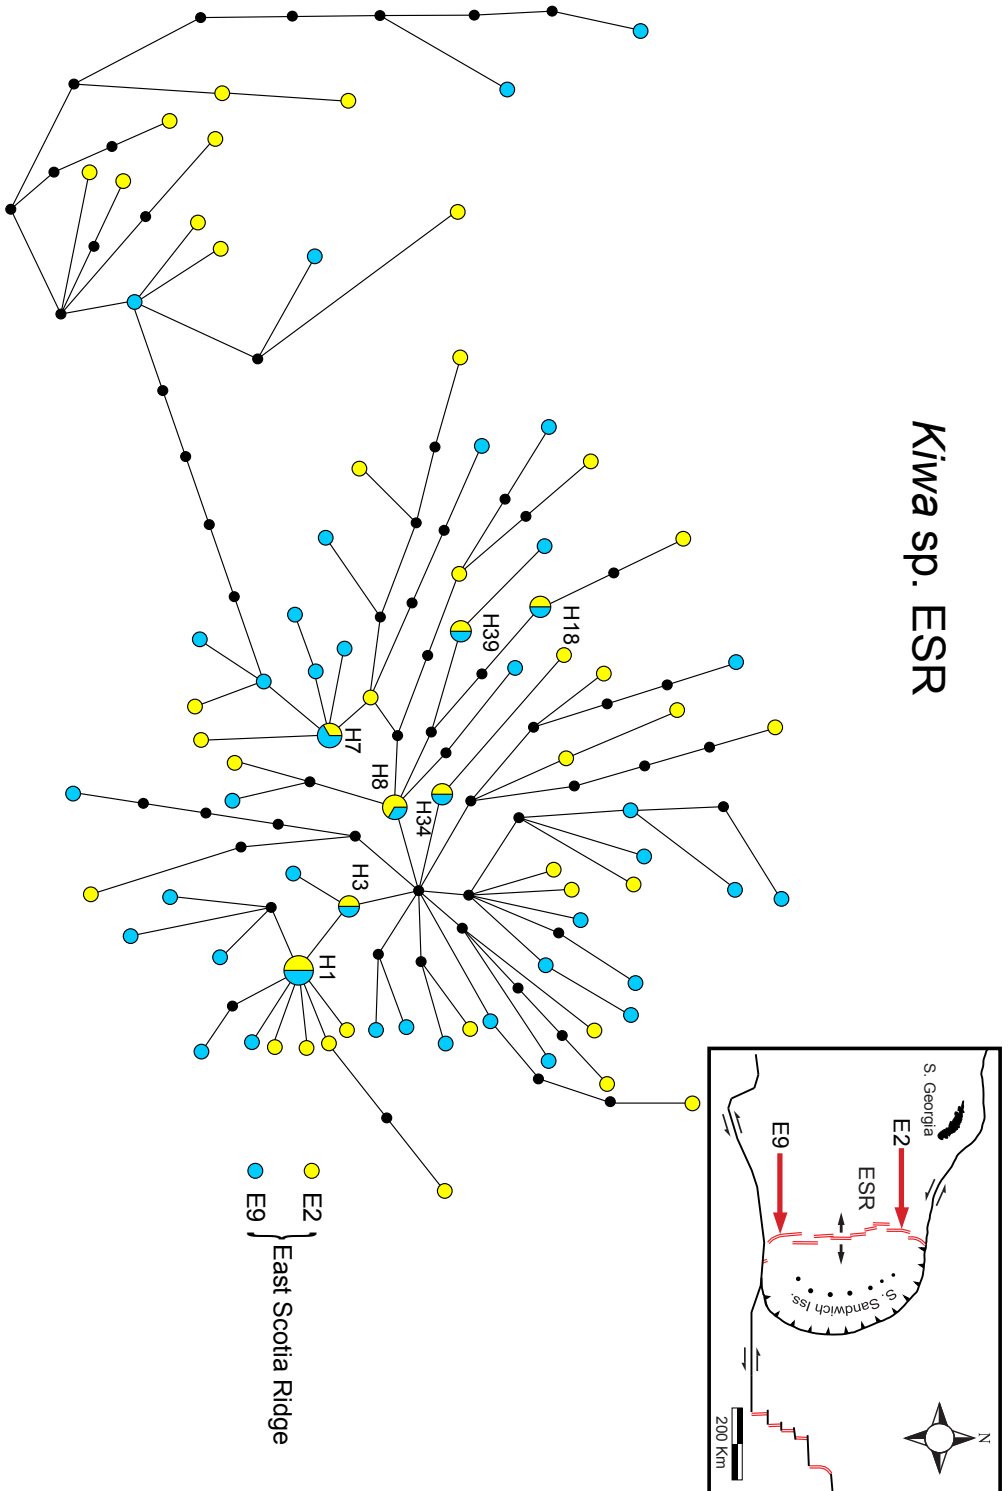 Kiwa sp. ESR
H18
H39
H7
H8
H34
H3
H1
E2
E9
East Scotia Ridge
S. Georgia
E2
E9
ESR
S. Sandwich Iss.
N
200 Km